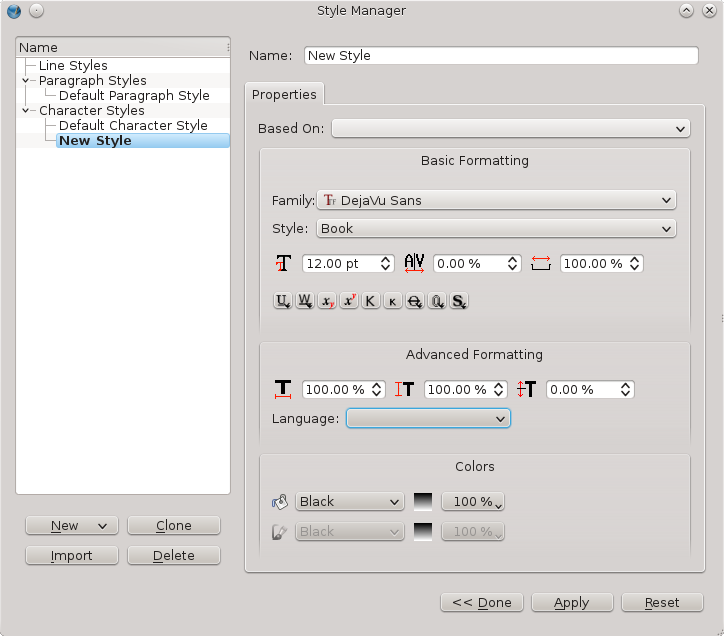 Style Manager
Name
Line Styles
Paragraph Styles
Default Paragraph Style
Character Styles
Default Character Style
New Style
New
Clone
Import
Delete
Name: New Style
Properties
Based On:
Basic Formatting
Family: DejaVu Sans
Style: Book
12.00 pt 0.00 % 100.00 %
U W x y x y K K O O S
Advanced Formatting
100.00 % 100.00 % 0.00 %
Language:
Colors
Black 100 %
Black 100 %
<< Done Apply Reset